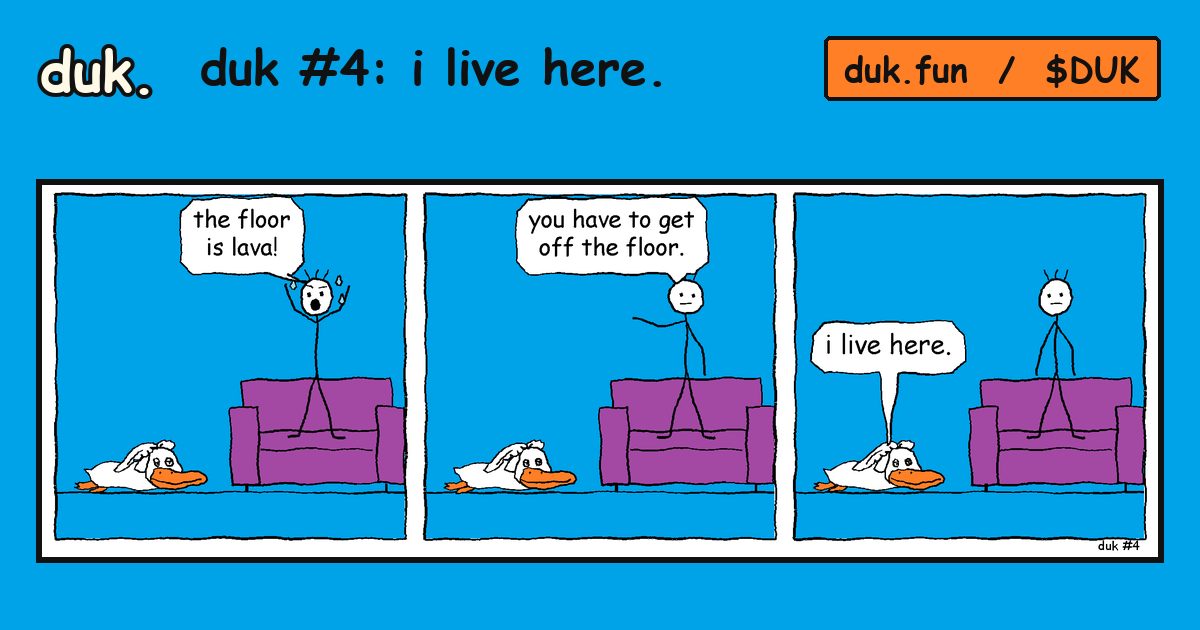 duk.
duk #4: i live here.
duk.fun / $DUK
the floor
is lava!
you have to get
off the floor.
i live here.
duk #4